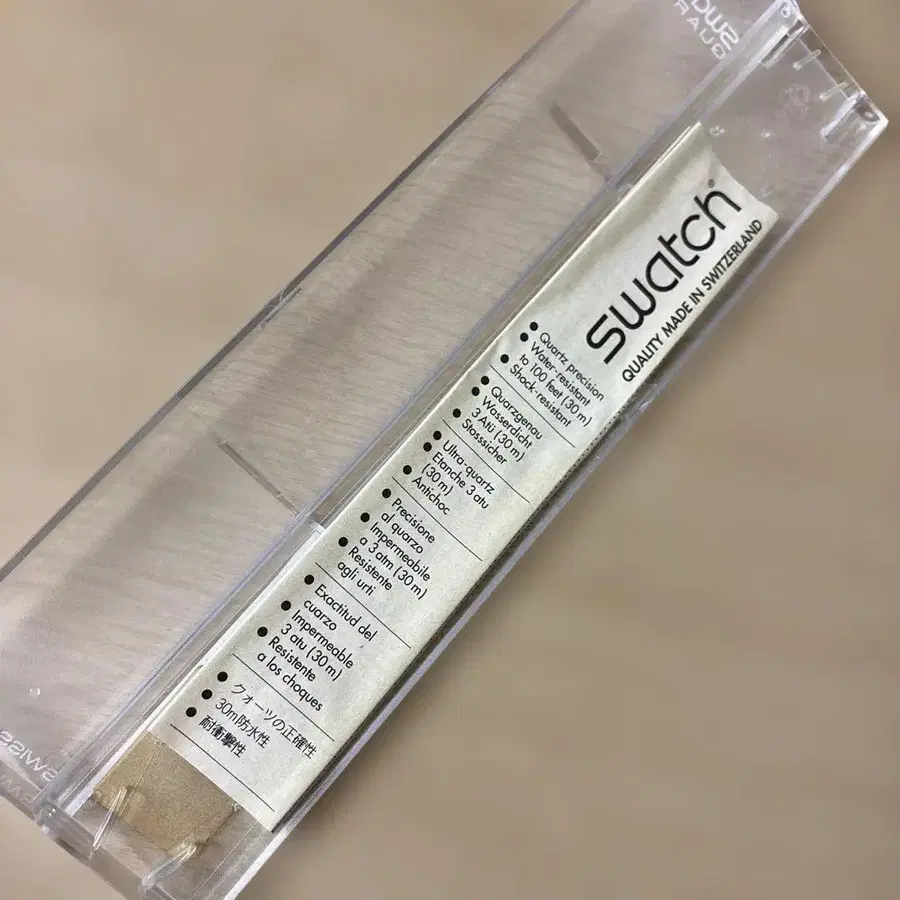 swatch®
QUALITY MADE IN SWITZERLAND
● Quartz precision
● Water-resistant
to 100 feet (30 m)
● Shock-resistant
● Quarzgenau
● Wasserdicht
3 Atü (30 m)
● Stosssicher
● Ultra-quartz
● Etanche 3 atu
(30 m)
● Antichoc
● Precisione
al quarzo
● Impermeabile
a 3 atm (30 m)
● Resistente
agli urti
● Exactitud del
cuarzo
● Impermeable
3 atu (30 m)
● Resistente
a los choques
● クォーツの正確性
● 30m防水性
● 耐衝撃性
SWISS